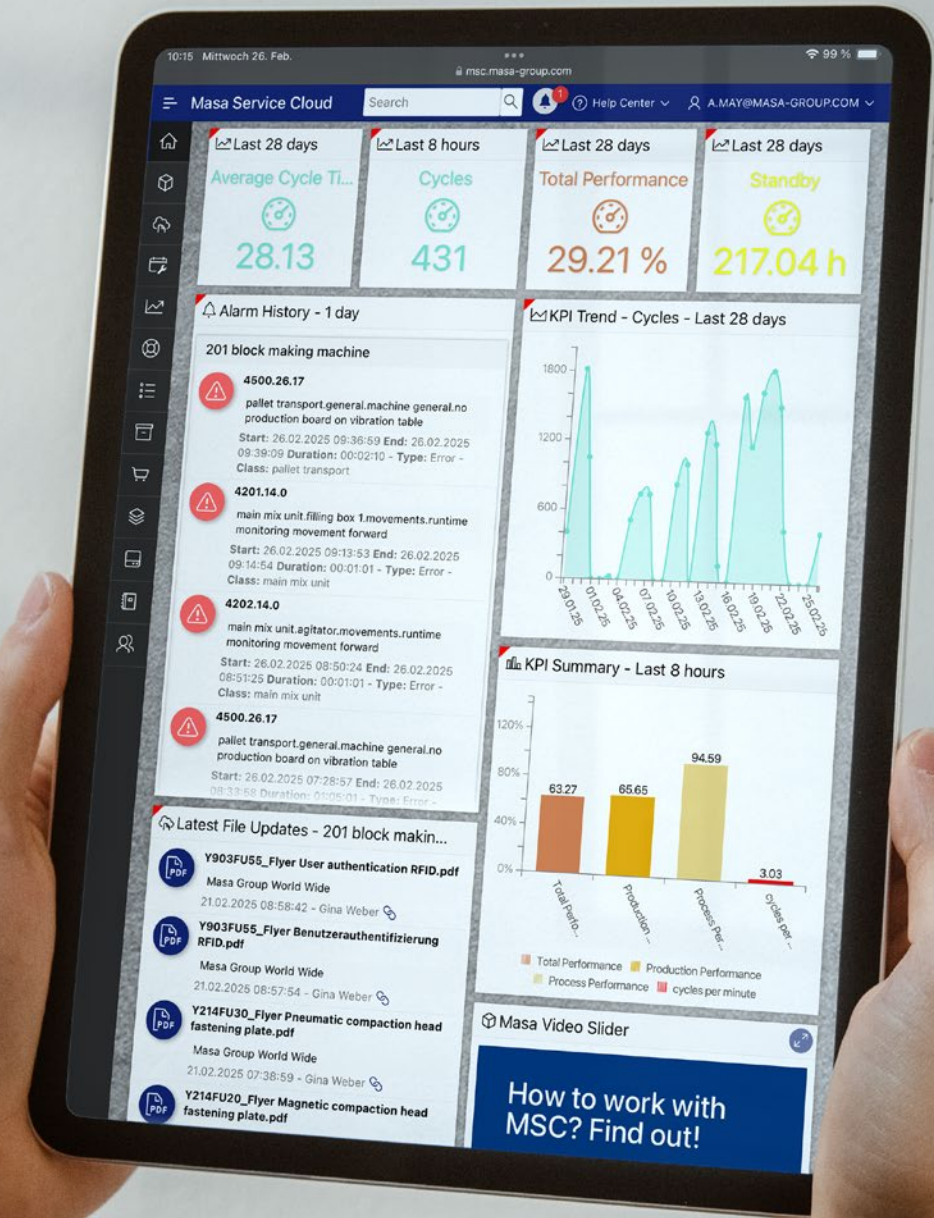 10:15 Mittwoch 26. Feb.
99 %
msc.masa-group.com
Masa Service Cloud
Search
1
Help Center
A.MAY@MASA-GROUP.COM
Last 28 days
Average Cycle Ti...
28.13
Last 8 hours
Cycles
431
Last 28 days
Total Performance
29.21 %
Last 28 days
Standby
217.04 h
Alarm History - 1 day
201 block making machine
4500.26.17
pallet transport.general.machine general.no
production board on vibration table
Start: 26.02.2025 09:36:59 End: 26.02.2025
09:39:09 Duration: 00:02:10 - Type: Error -
Class: pallet transport
4201.14.0
main mix unit.filling box 1.movements.runtime
monitoring movement forward
Start: 26.02.2025 09:13:53 End: 26.02.2025
09:14:54 Duration: 00:01:01 - Type: Error -
Class: main mix unit
4202.14.0
main mix unit.agitator.movements.runtime
monitoring movement forward
Start: 26.02.2025 08:50:24 End: 26.02.2025
08:51:25 Duration: 00:01:01 - Type: Error -
Class: main mix unit
4500.26.17
pallet transport.general.machine general.no
production board on vibration table
Start: 26.02.2025 07:28:57 End: 26.02.2025
08:33:58 Duration: 01:05:01 - Type: Error -
KPI Trend - Cycles - Last 28 days
1800
1200
600
0
29.01.25
01.02.25
04.02.25
07.02.25
10.02.25
13.02.25
16.02.25
19.02.25
22.02.25
25.02.25
KPI Summary - Last 8 hours
120%
80%
40%
0%
63.27
65.65
94.59
3.03
Total Perfo...
Production ...
Process Per...
cycles per ...
Total Performance
Production Performance
Process Performance
cycles per minute
Latest File Updates - 201 block makin...
PDF
Y903FU55_Flyer User authentication RFID.pdf
Masa Group World Wide
21.02.2025 08:58:42 - Gina Weber
PDF
Y903FU55_Flyer Benutzerauthentifizierung
RFID.pdf
Masa Group World Wide
21.02.2025 08:57:54 - Gina Weber
PDF
Y214FU30_Flyer Pneumatic compaction head
fastening plate.pdf
Masa Group World Wide
21.02.2025 07:38:59 - Gina Weber
PDF
Y214FU20_Flyer Magnetic compaction head
fastening plate.pdf
Masa Video Slider
How to work with
MSC? Find out!